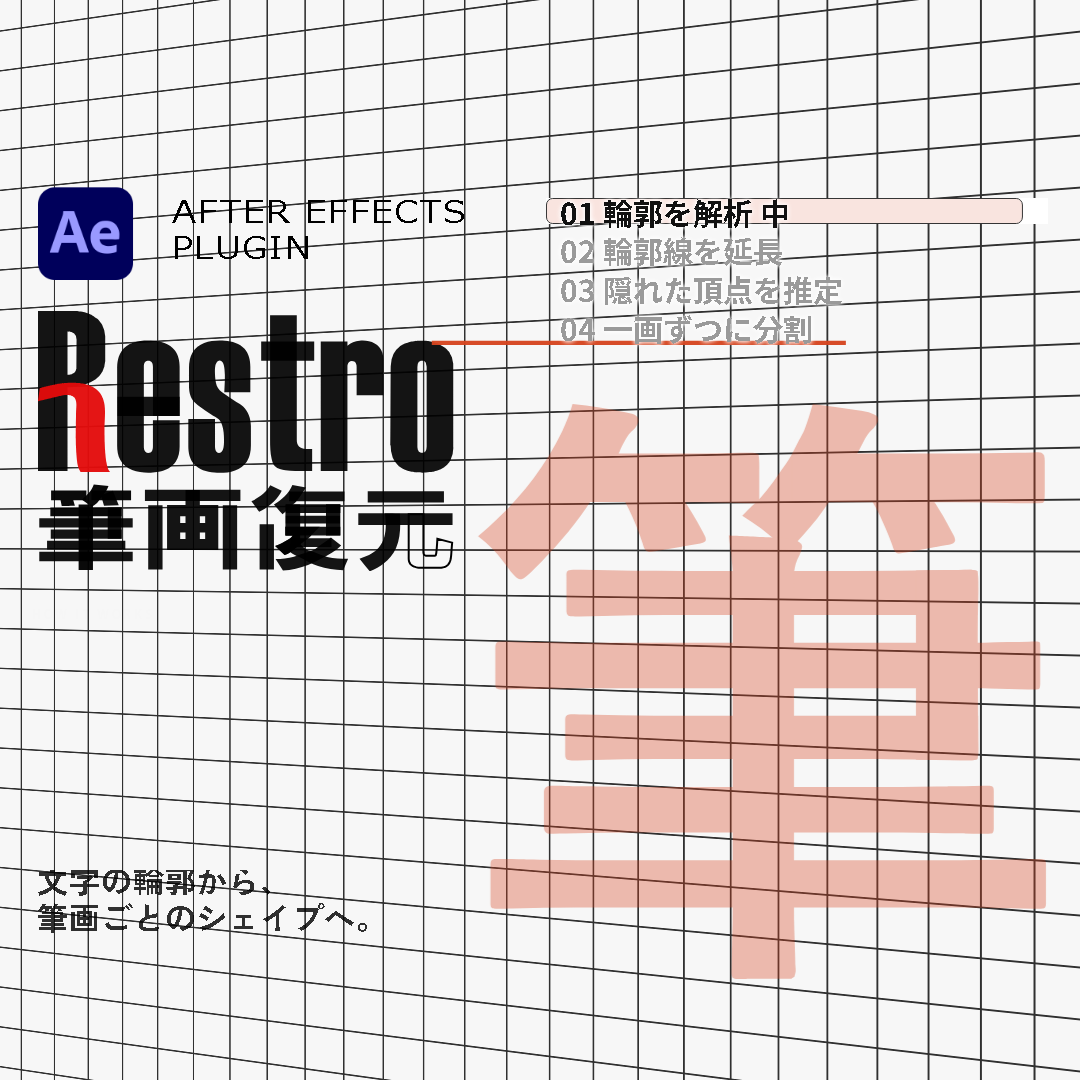 Ae
AFTER EFFECTS
PLUGIN
Restro
筆画復元
01 輪郭を解析 中
02 輪郭線を延長
03 隠れた頂点を推定
04 一画ずつに分割
筆
文字の輪郭から、
筆画ごとのシェイプへ。